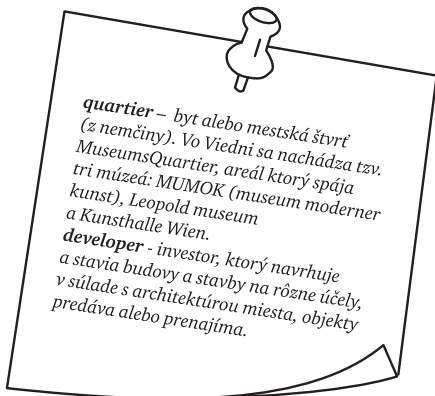 quartier – byt alebo mestská štvrť
(z nemčiny). Vo Viedni sa nachádza tzv.
MuseumsQuartier, areál ktorý spája
tri múzeá: MUMOK (museum moderner
kunst), Leopold museum
a Kunsthalle Wien.
developer - investor, ktorý navrhuje
a stavia budovy a stavby na rôzne účely,
v súlade s architektúrou miesta, objekty
predáva alebo prenajíma.